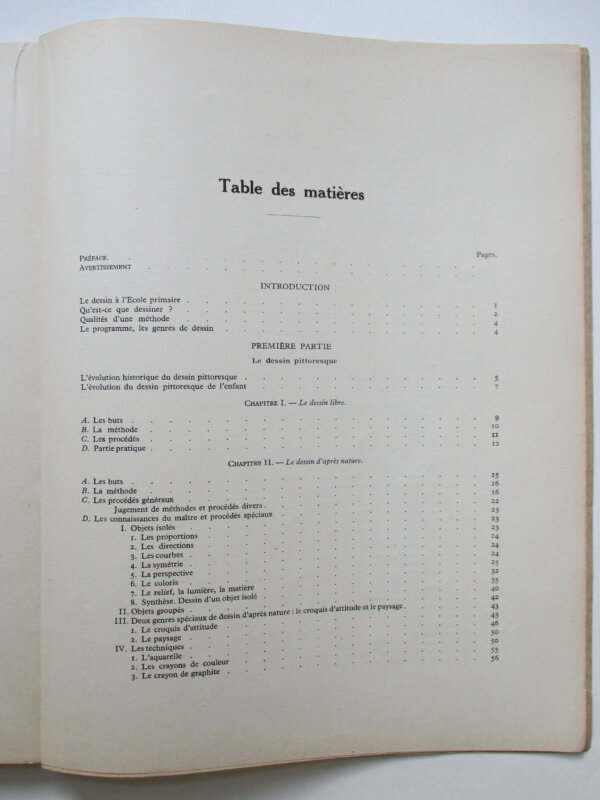 Table des matières
Pages.
Préface.
Avertissement
INTRODUCTION
Le dessin à l'Ecole primaire . 1
Qu'est-ce que dessiner ? . 2
Qualités d'une méthode . 4
Le programme, les genres de dessin . 4
PREMIÈRE PARTIE
Le dessin pittoresque
L'évolution historique du dessin pittoresque . 5
L'évolution du dessin pittoresque de l'enfant . 7
Chapitre I. — Le dessin libre.
A. Les buts . 9
B. La méthode . 10
C. Les procédés . 11
D. Partie pratique . 12
Chapitre II. — Le dessin d'après nature.
A. Les buts . 15
B. La méthode . 16
C. Les procédés généraux . 16
Jugement de méthodes et procédés divers . 22
D. Les connaissances du maître et procédés spéciaux . 23
I. Objets isolés . 23
1. Les proportions . 23
2. Les directions . 24
3. Les courbes . 24
4. La symétrie . 24
5. La perspective . 25
6. Le coloris . 32
7. Le relief, la lumière, la matière . 35
8. Synthèse. Dessin d'un objet isolé . 40
II. Objets groupés . 42
III. Deux genres spéciaux de dessin d'après nature : le croquis d'attitude et le paysage . 43
1. Le croquis d'attitude . 43
2. Le paysage . 46
IV. Les techniques . 50
1. L'aquarelle . 50
2. Les crayons de couleur . 55
3. Le crayon de graphite . 56